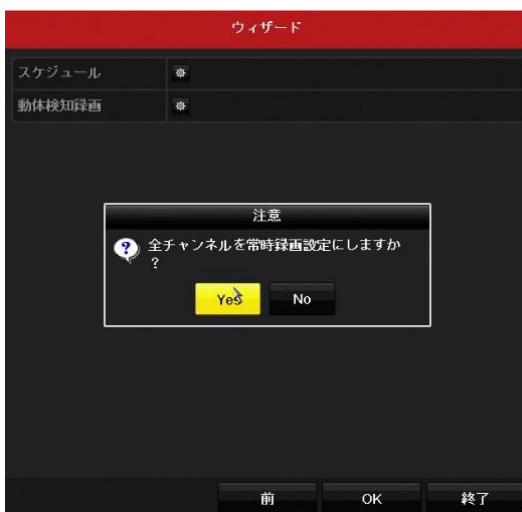 ウィザード
スケジュール
動体検知録画
注意
全チャンネルを常時録画設定にしますか
?
Yes
No
前
OK
終了